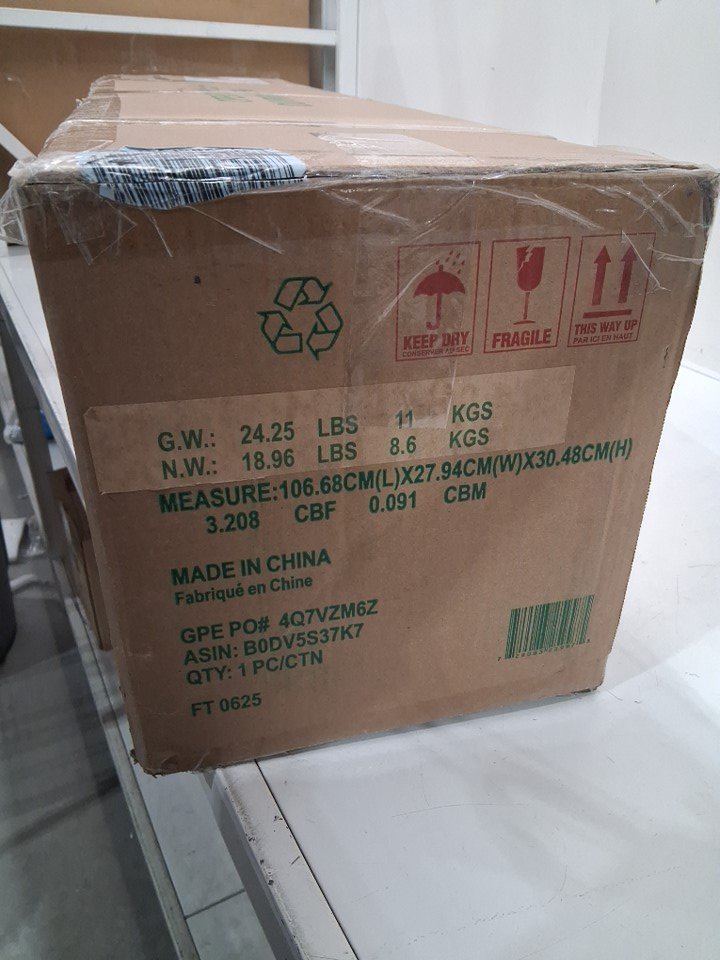 KEEP DRY
CONSERVER AU SEC
FRAGILE
THIS WAY UP
PAR ICI EN HAUT
G.W.: 24.25 LBS 11 KGS
N.W.: 18.96 LBS 8.6 KGS
MEASURE:106.68CM(L)X27.94CM(W)X30.48CM(H)
3.208 CBF 0.091 CBM
MADE IN CHINA
Fabriqué en Chine
GPE PO# 4Q7VZM6Z
ASIN: B0DV5S37K7
QTY: 1 PC/CTN
FT 0625